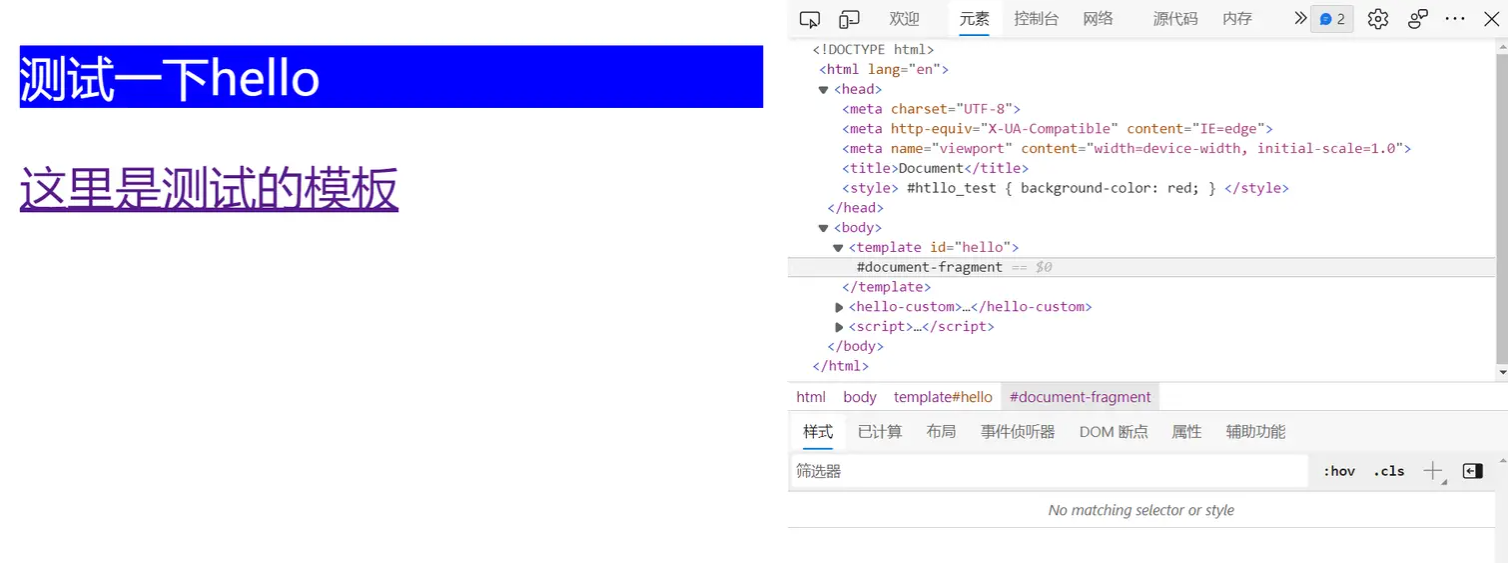 测试一下hello
这里是测试的模板
欢迎 元素 控制台 网络 源代码 内存 2
<!DOCTYPE html>
<html lang="en">
<head>
<meta charset="UTF-8">
<meta http-equiv="X-UA-Compatible" content="IE=edge">
<meta name="viewport" content="width=device-width, initial-scale=1.0">
<title>Document</title>
<style> #htllo_test { background-color: red; } </style>
</head>
<body>
<template id="hello">
#document-fragment == $0
</template>
<hello-custom>…</hello-custom>
<script>…</script>
</body>
</html>
html body template#hello #document-fragment
样式 已计算 布局 事件侦听器 DOM 断点 属性 辅助功能
筛选器 :hov .cls
No matching selector or style